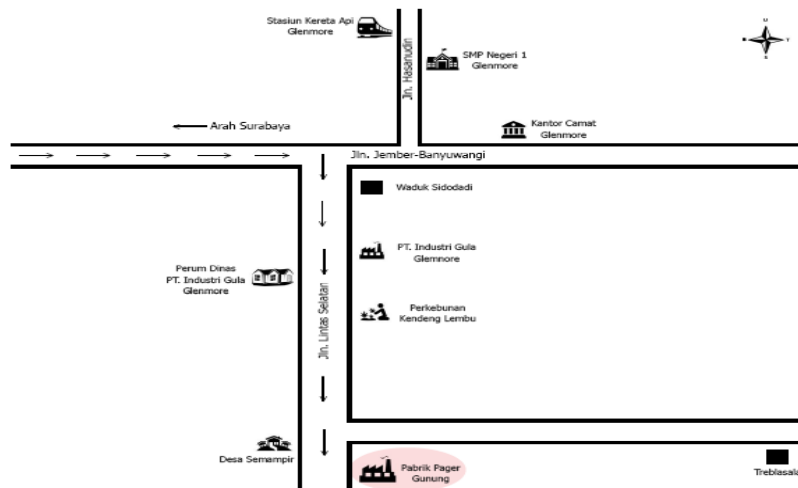 Stasiun Kereta Api
Glenmore
Jln. Hasanudin
SMP Negeri 1
Glenmore
U
Arah Surabaya
Kantor Camat
Glenmore
Jln. Jember-Banyuwangi
Waduk Sidodadi
PT. Industri Gula
Glemnore
Perum Dinas
PT. Industri Gula
Glenmore
Perkebunan
Kendeng Lembu
Jln. Lintas Selatan
Desa Semampir
Pabrik Pager
Gunung
Treblasala